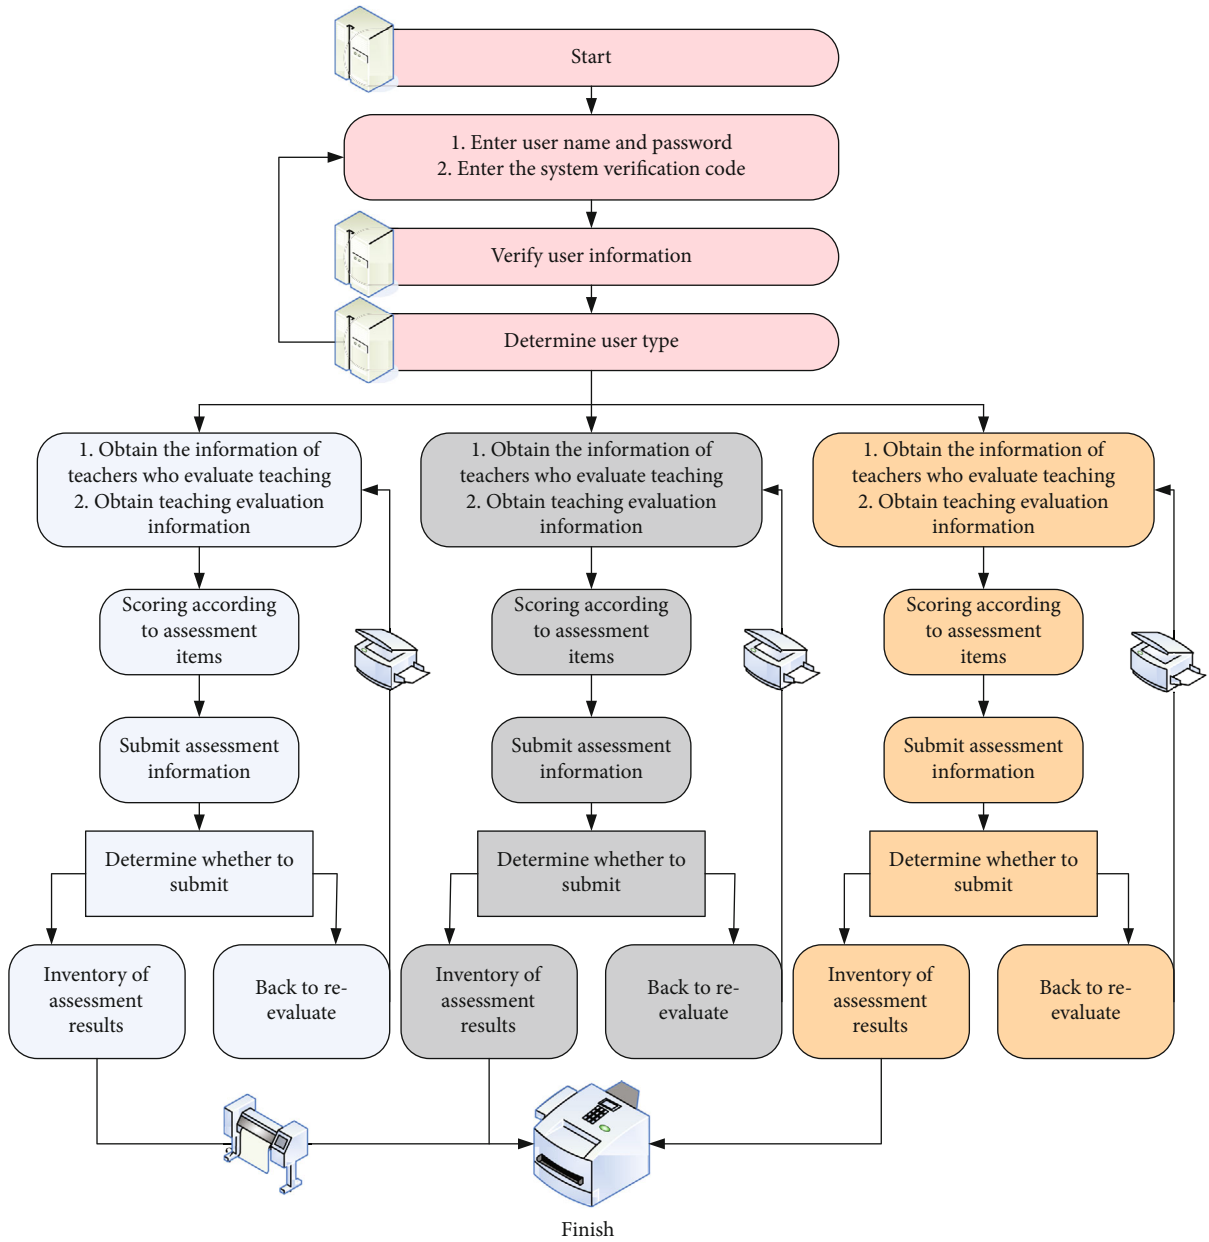 Start
1. Enter user name and password
2. Enter the system verification code
Verify user information
Determine user type
1. Obtain the information of
teachers who evaluate teaching
2. Obtain teaching evaluation
information
1. Obtain the information of
teachers who evaluate teaching
2. Obtain teaching evaluation
information
1. Obtain the information of
teachers who evaluate teaching
2. Obtain teaching evaluation
information
Scoring according
to assessment
items
Scoring according
to assessment
items
Scoring according
to assessment
items
Submit assessment
information
Submit assessment
information
Submit assessment
information
Determine whether to
submit
Determine whether to
submit
Determine whether to
submit
Inventory of
assessment
results
Back to re-
evaluate
Inventory of
assessment
results
Back to re-
evaluate
Inventory of
assessment
results
Back to re-
evaluate
Finish